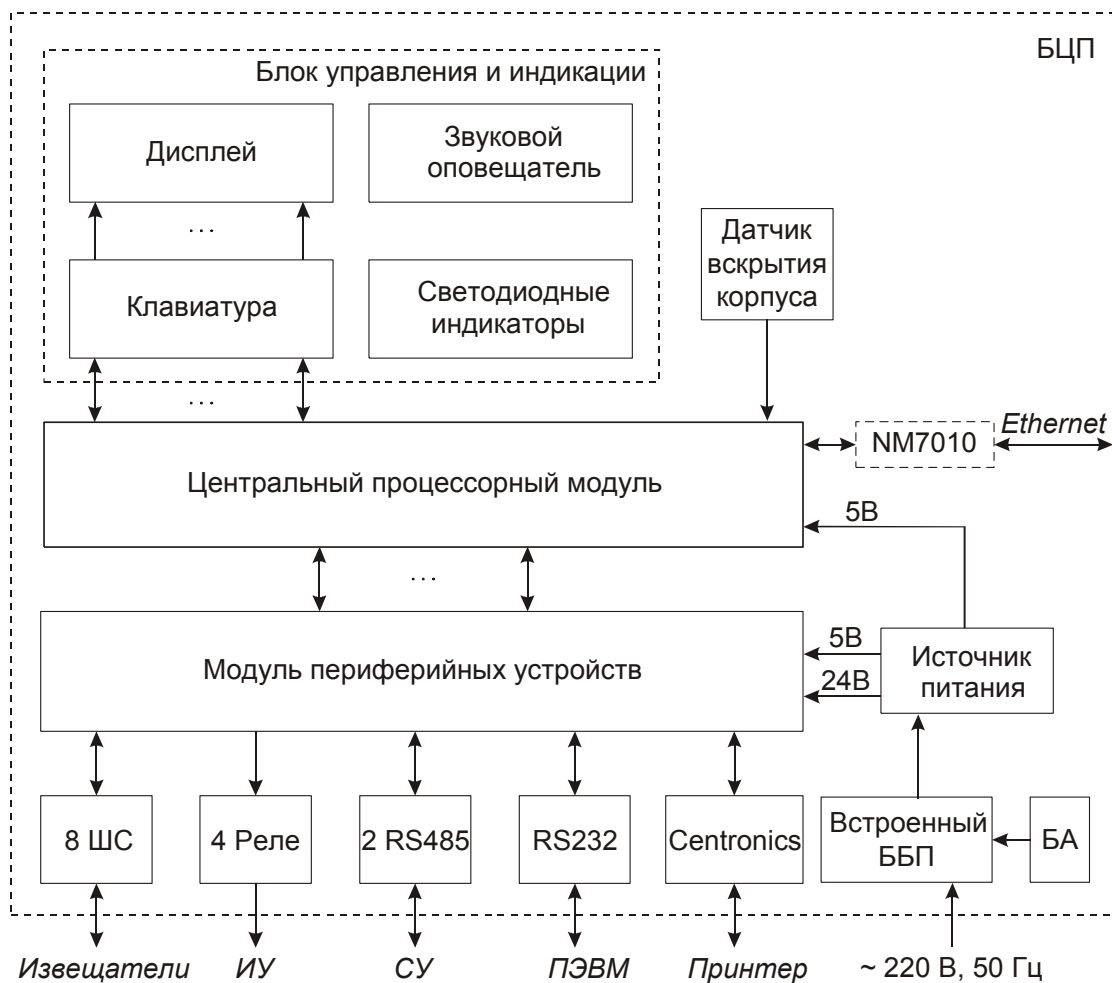 БЦП
Блок управления и индикации
Дисплей
Звуковой
оповещатель
...
Датчик
вскрытия
корпуса
Клавиатура
Светодиодные
индикаторы
...
Центральный процессорный модуль
NM7010
Ethernet
5В
...
Модуль периферийных устройств
5В
24В
Источник
питания
8 ШС
4 Реле
2 RS485
RS232
Centronics
Встроенный
ББП
БА
Извещатели
ИУ
СУ
ПЭВМ
Принтер
~ 220 В, 50 Гц